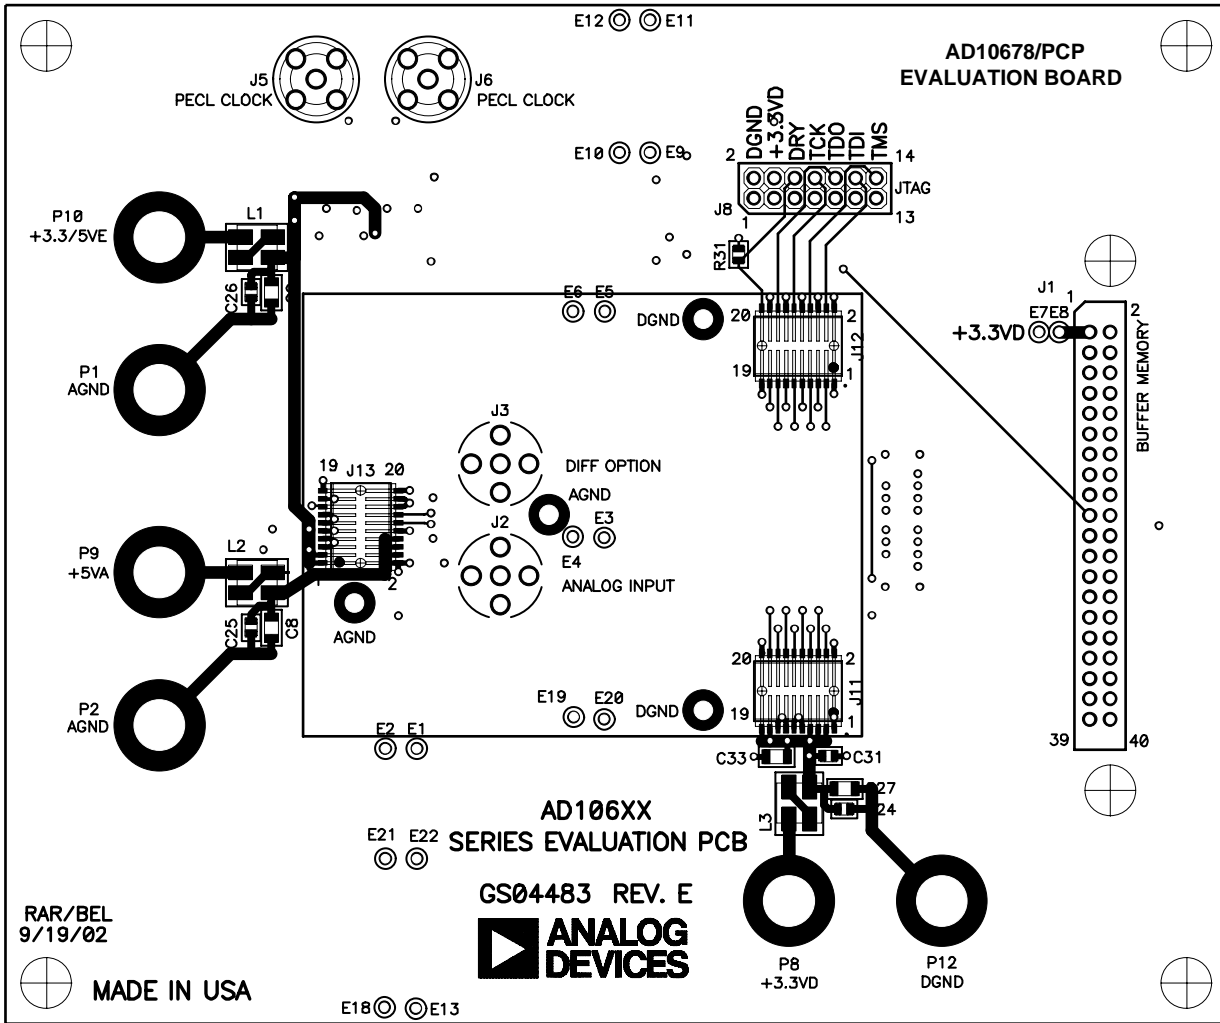 E12 E11
AD10678/PCP
EVALUATION BOARD
J5
PECL CLOCK
J6
PECL CLOCK
E10 E9
DGND
+3.3VD
DRY
TCK
TDO
TDI
TMS
2
14
JTAG
J8
1
13
R31
P10
+3.3/5VE
L1
C26
E6 E5
DGND
20
2
J12
19
1
J1
1
2
E7E8
+3.3VD
BUFFER MEMORY
P1
AGND
J3
DIFF OPTION
19 J13 20
AGND
J2
E3
E4
ANALOG INPUT
P9
+5VA
L2
1
2
AGND
C25
C8
20
2
J11
19
1
P2
AGND
E19 E20
DGND
E2 E1
39
40
C33
C31
27
24
L3
AD106XX
SERIES EVALUATION PCB
E21 E22
GS04483 REV. E
ANALOG
DEVICES
RAR/BEL
9/19/02
P8
+3.3VD
P12
DGND
MADE IN USA
E18 E13